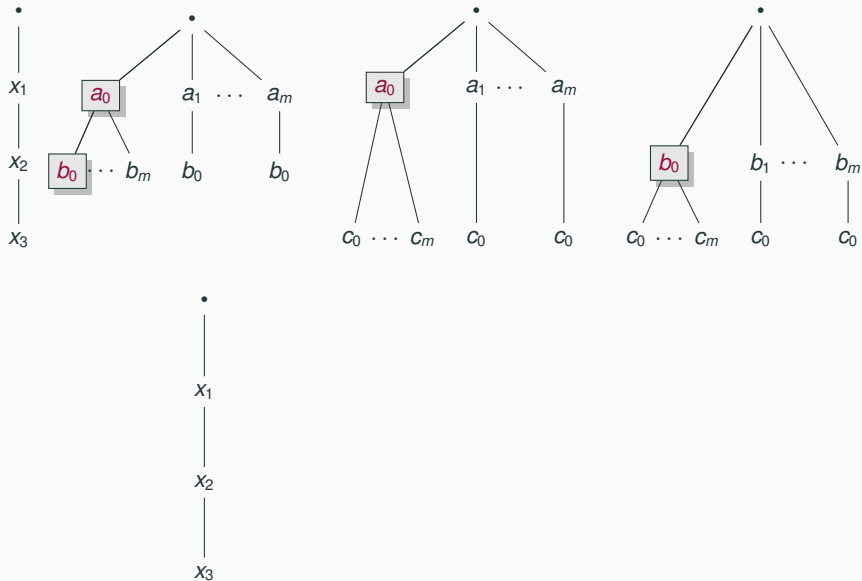 x1 a0 a1 ··· am a0 a1 ··· am
x2 b0 ··· bm b0 b0 b0 b1 ··· bm
x3 c0 ··· cm c0 c0 c0 ··· cm c0 c0
x1
x2
x3